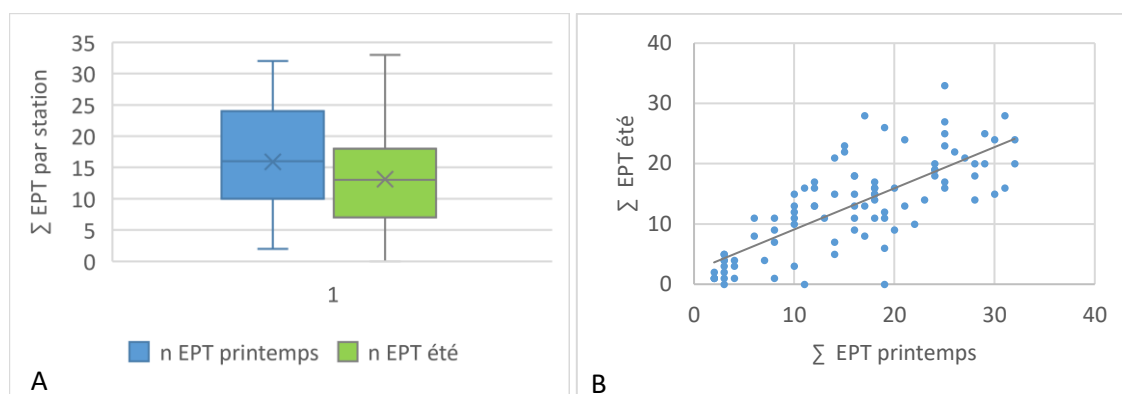 ∑ EPT par station
35
30
25
20
15
10
5
0
1
n EPT printemps
n EPT été
A
∑ EPT été
40
30
20
10
0
0 10 20 30 40
∑ EPT printemps
B